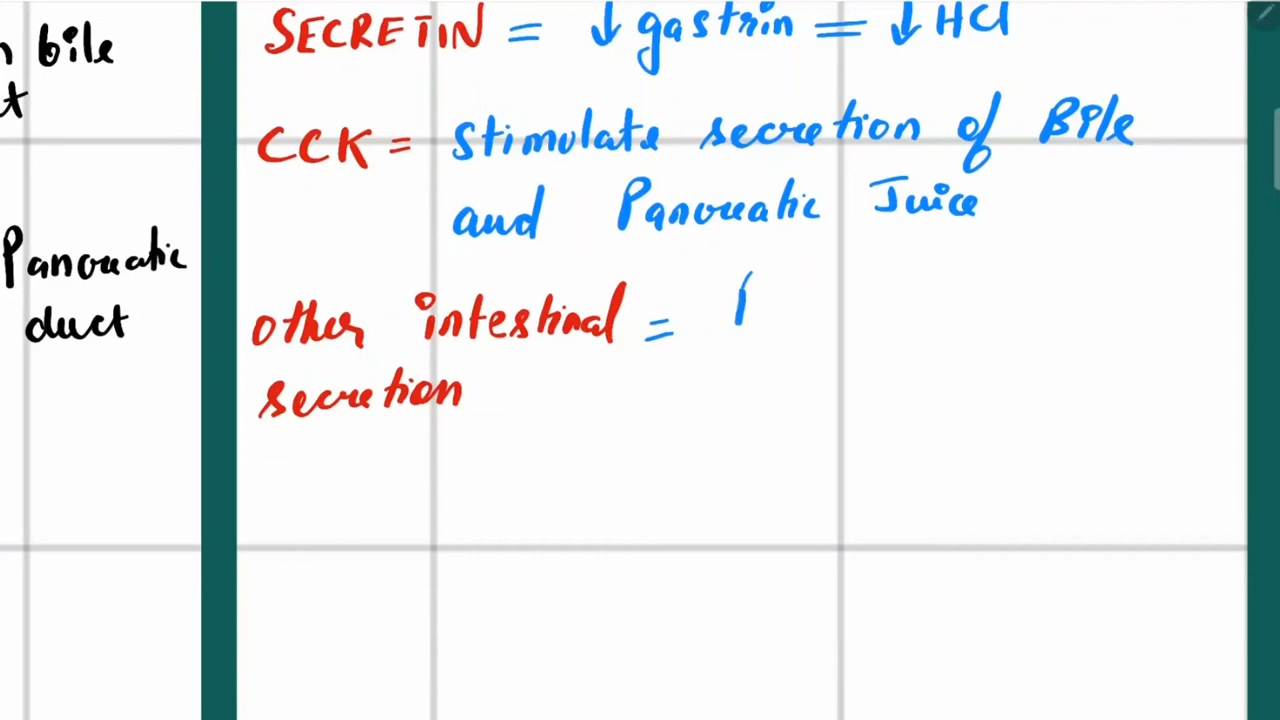 bile
SECRETIN = ↓ gastrin = ↓ HCl
CCK = Stimulate secretion of Bile
and Pancreatic Juice
Pancreatic
duct
other intestinal =
secretion